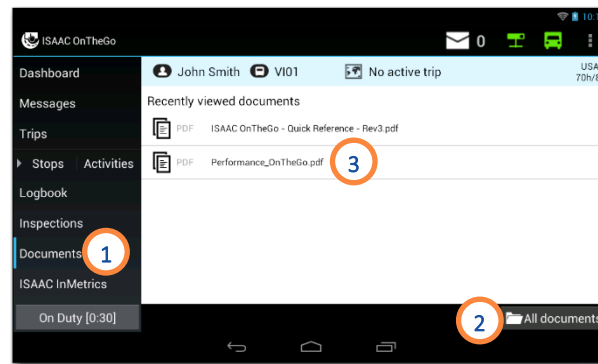 10:1
ISAAC OnTheGo
0
Dashboard
John Smith VI01 No active trip
USA
70h/8
Messages
Recently viewed documents
Trips
PDF ISAAC OnTheGo - Quick Reference - Rev3.pdf
Stops Activities
PDF Performance_OnTheGo.pdf
3
Logbook
Inspections
Documents
1
ISAAC InMetrics
On Duty [0:30]
2
All documents